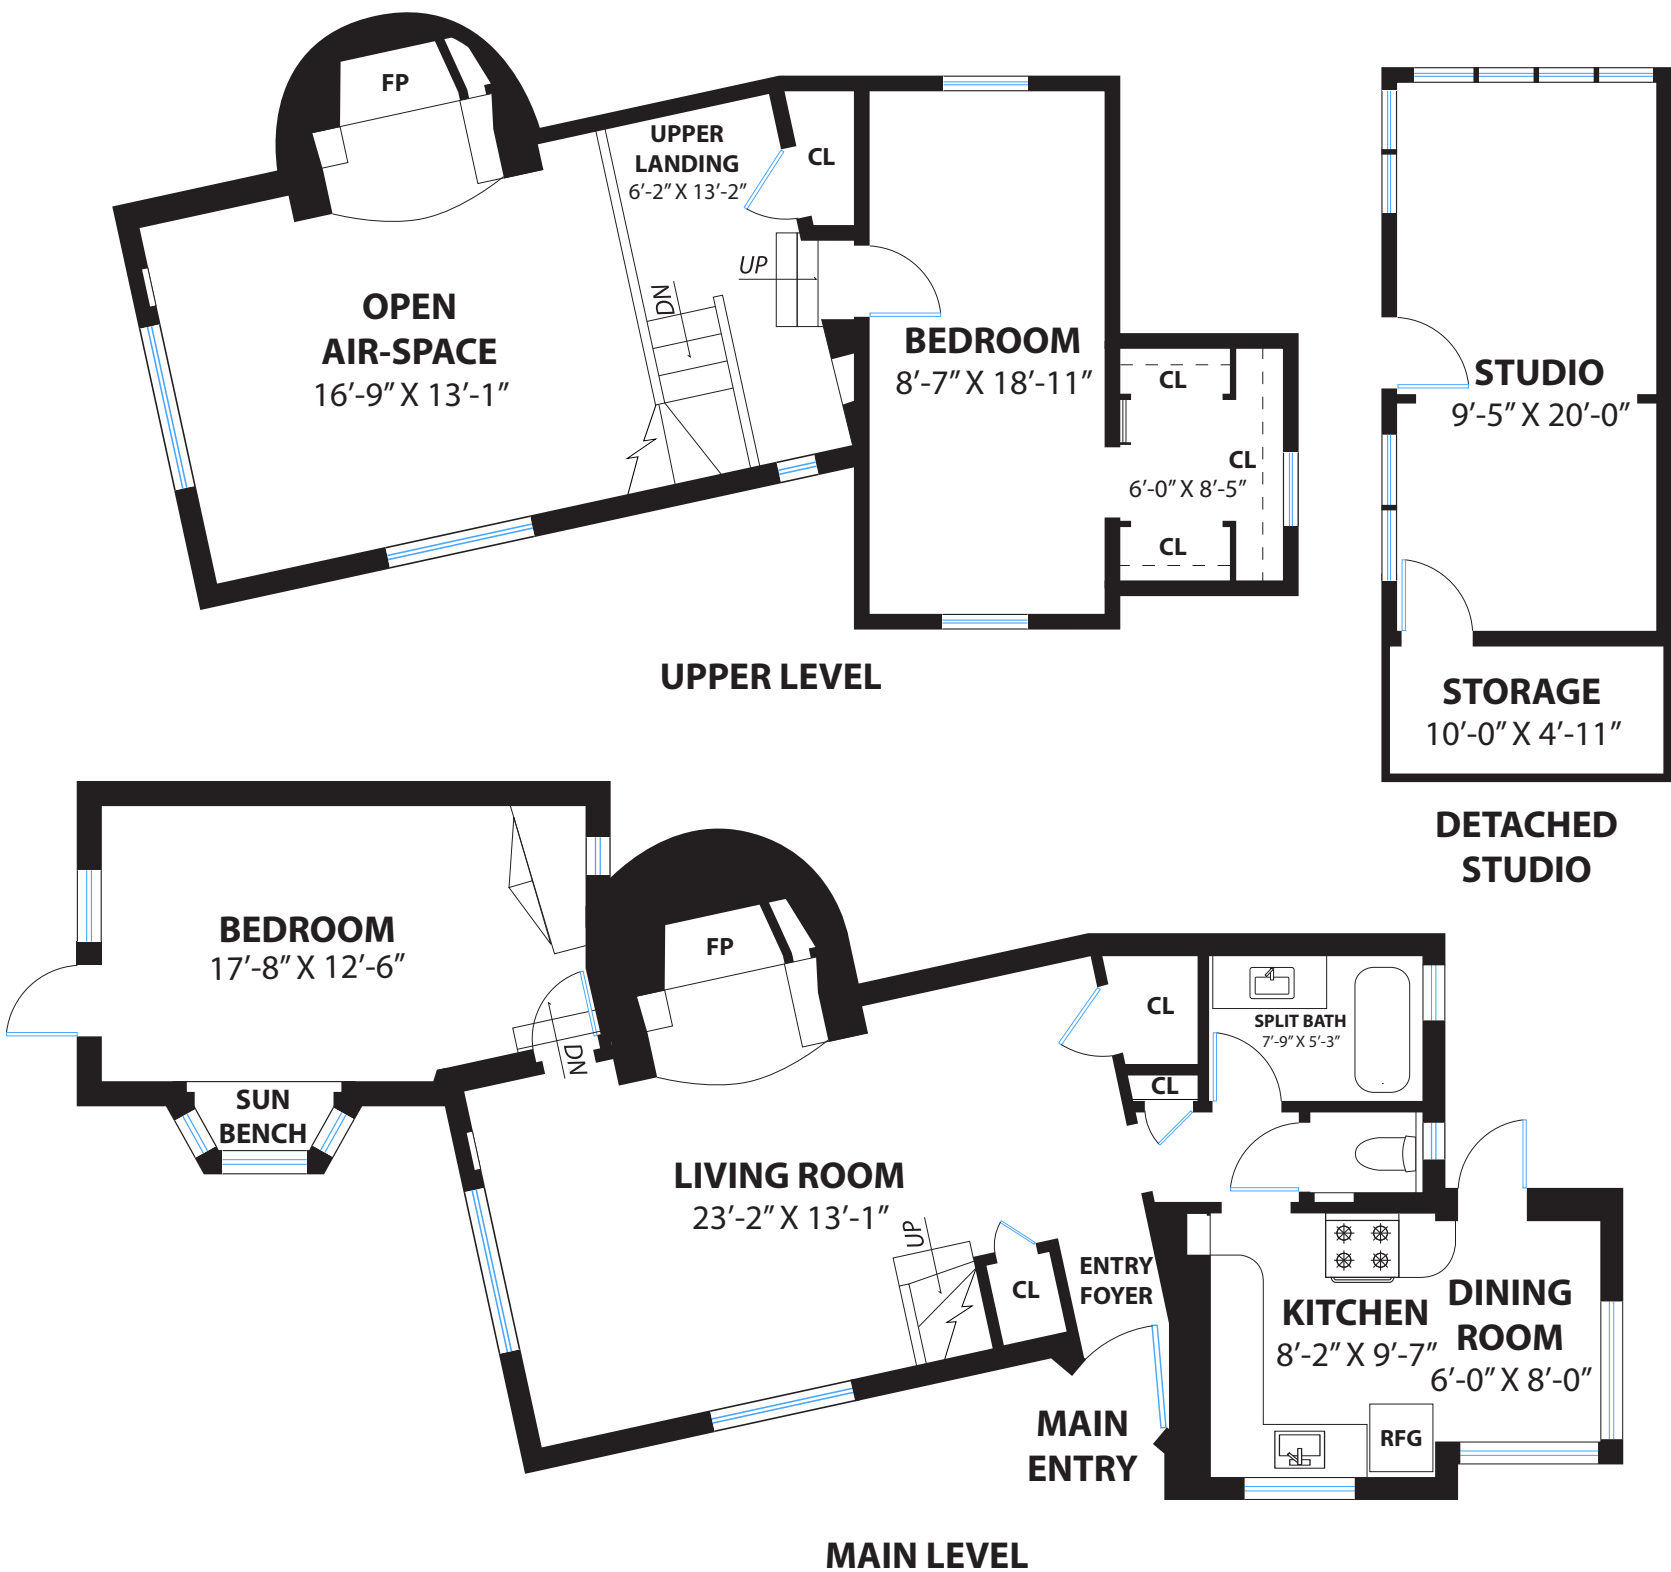 FP
UPPER
LANDING
6'-2" X 13'-2"
CL
UP
DN
OPEN
AIR-SPACE
16'-9" X 13'-1"
BEDROOM
8'-7" X 18'-11"
CL
CL
6'-0" X 8'-5"
CL
UPPER LEVEL
STUDIO
9'-5" X 20'-0"
STORAGE
10'-0" X 4'-11"
DETACHED
STUDIO
BEDROOM
17'-8" X 12'-6"
SUN
BENCH
DN
FP
CL
SPLIT BATH
7'-9" X 5'-3"
CL
LIVING ROOM
23'-2" X 13'-1"
UP
CL
ENTRY
FOYER
KITCHEN
8'-2" X 9'-7"
DINING
ROOM
6'-0" X 8'-0"
RFG
MAIN
ENTRY
MAIN LEVEL